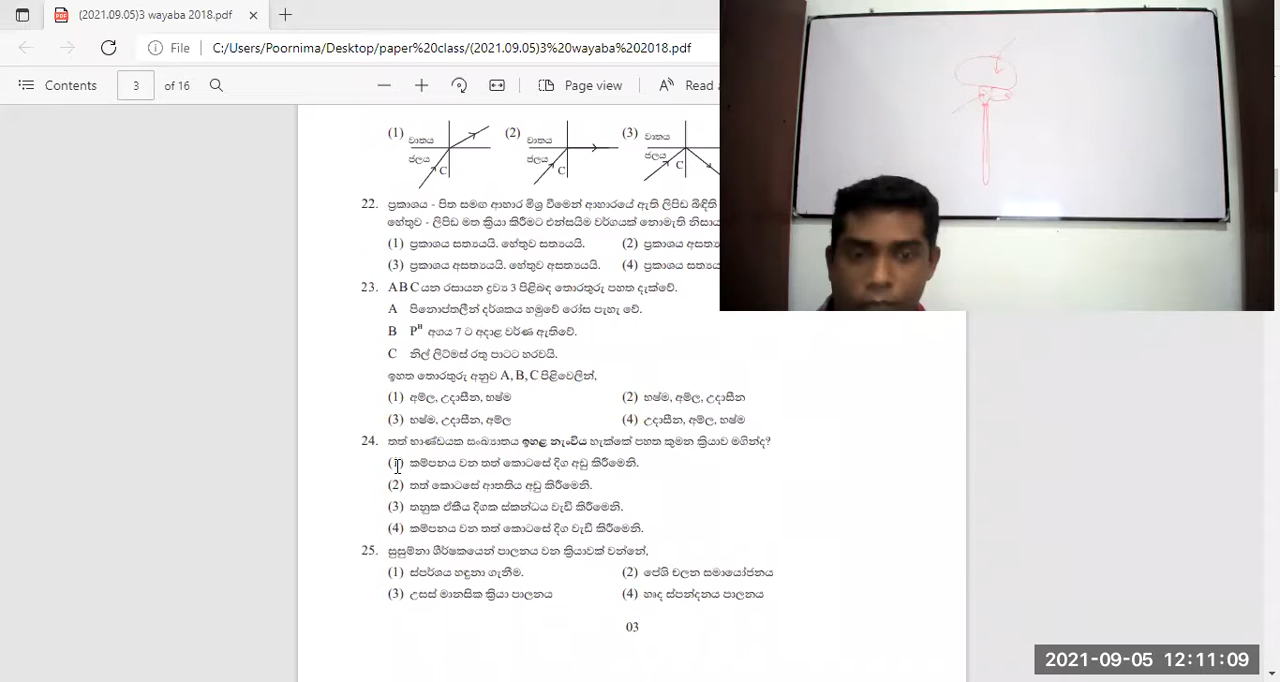 (2021.09.05)3 wayaba 2018.pdf
File C:/Users/Poornima/Desktop/paper%20class/(2021.09.05)3%20wayaba%202018.pdf
Contents 3 of 16 Page view Read a
(1) වාතය ජලය C (2) වාතය ජලය C (3) වාතය ජලය C
22. ප්‍රකාශය - පිත සමඟ ආහාර මිශ්‍ර වීමෙන් ආහාරයේ ඇති ලිපිඩ බිඳිති
හේතුව - ලිපිඩ මත ක්‍රියා කිරීමට එන්සයිම වර්ගයක් නොමැති නිසාය
(1) ප්‍රකාශය සත්‍යයයි. හේතුව සත්‍යයයි. (2) ප්‍රකාශය අසත්‍ය
(3) ප්‍රකාශය අසත්‍යයයි. හේතුව අසත්‍යයයි. (4) ප්‍රකාශය සත්‍යය
23. A B C යන රසායන ද්‍රව්‍ය 3 පිළිබඳ තොරතුරු පහත දැක්වේ.
A පිනොප්තලීන් දර්ශකය හමුවේ රෝස පැහැ වේ.
B Pᴴ අගය 7 ට අදාළ වර්ණ ඇතිවේ.
C නිල් ලිට්මස් රතු පාටට හරවයි.
ඉහත තොරතුරු අනුව A, B, C පිළිවෙලින්,
(1) අම්ල, උදාසීන, භෂ්ම (2) භෂ්ම, අම්ල, උදාසීන
(3) භෂ්ම, උදාසීන, අම්ල (4) උදාසීන, අම්ල, භෂ්ම
24. තත් භාණ්ඩයක සංඛ්‍යාතය ඉහළ නැංවිය හැක්කේ පහත කුමන ක්‍රියාව මගින්ද?
(1) කම්පනය වන තත් කොටසේ දිග අඩු කිරීමෙනි.
(2) තත් කොටසේ ආතතිය අඩු කිරීමෙනි.
(3) තනුක ඒකීය දිගක ස්කන්ධය වැඩි කිරීමෙනි.
(4) කම්පනය වන තත් කොටසේ දිග වැඩි කිරීමෙනි.
25. සුසුම්නා ශීර්ෂකයෙන් පාලනය වන ක්‍රියාවක් වන්නේ,
(1) ස්පර්ශය හඳුනා ගැනීම. (2) පේශි චලන සමායෝජනය
(3) උසස් මානසික ක්‍රියා පාලනය (4) හෘද ස්පන්දනය පාලනය
03
2021-09-05 12:11:09